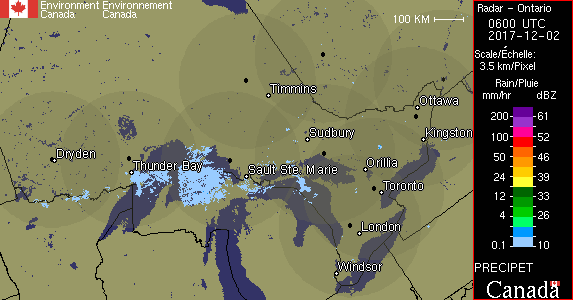 Environment Environnement
Canada Canada
100 KM
Timmins
Ottawa
Sudbury
Kingston
Dryden
Thunder Bay
Sault Ste. Marie
Orillia
Toronto
London
Windsor
Radar - Ontario
0600 UTC
2017-12-02
Scale/Échelle:
3.5 km/Pixel
Rain/Pluie
mm/hr dBZ
200 61
150 57
100 52
50 46
24 39
12 33
4 26
0.1 10
PRECIPET
Canada